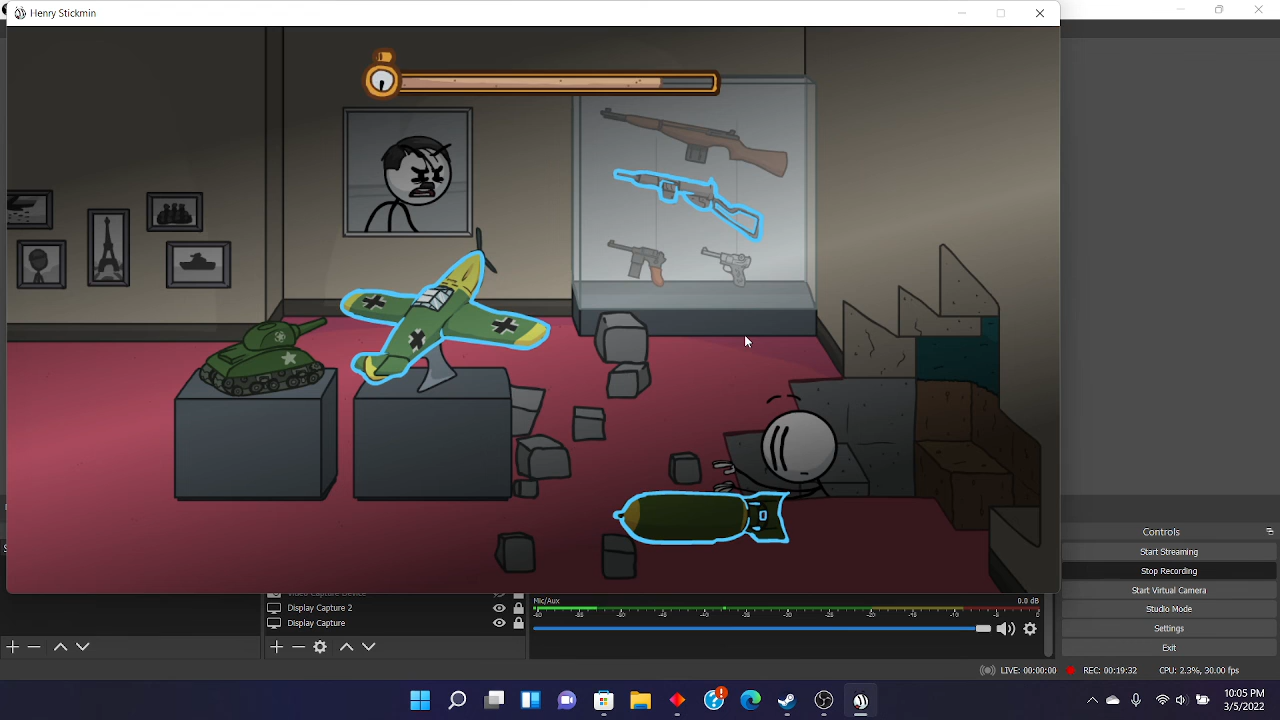 Henry Stickmin
Controls
Start Streaming
Stop Recording
Start Virtual Camera
Studio Mode
Settings
Exit
Display Capture 2
Display Capture
Mic/Aux
0.0 dB
LIVE: 00:00:00
REC: 00:19:32
CPU: 2.3%, 30.00 fps
10:05 PM
10/5/2022